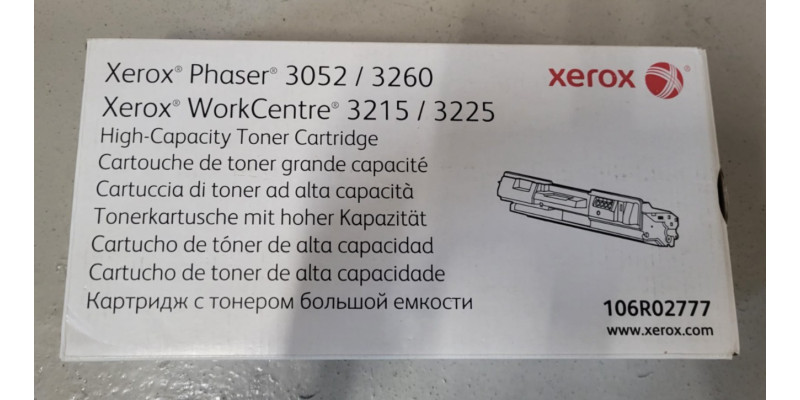 Xerox® Phaser® 3052 / 3260
xerox
Xerox® WorkCentre® 3215 / 3225
High-Capacity Toner Cartridge
Cartouche de toner grande capacité
Cartuccia di toner ad alta capacità
Tonerkartusche mit hoher Kapazität
Cartucho de tóner de alta capacidad
Cartucho de toner de alta capacidade
Картридж с тонером большой емкости
106R02777
www.xerox.com